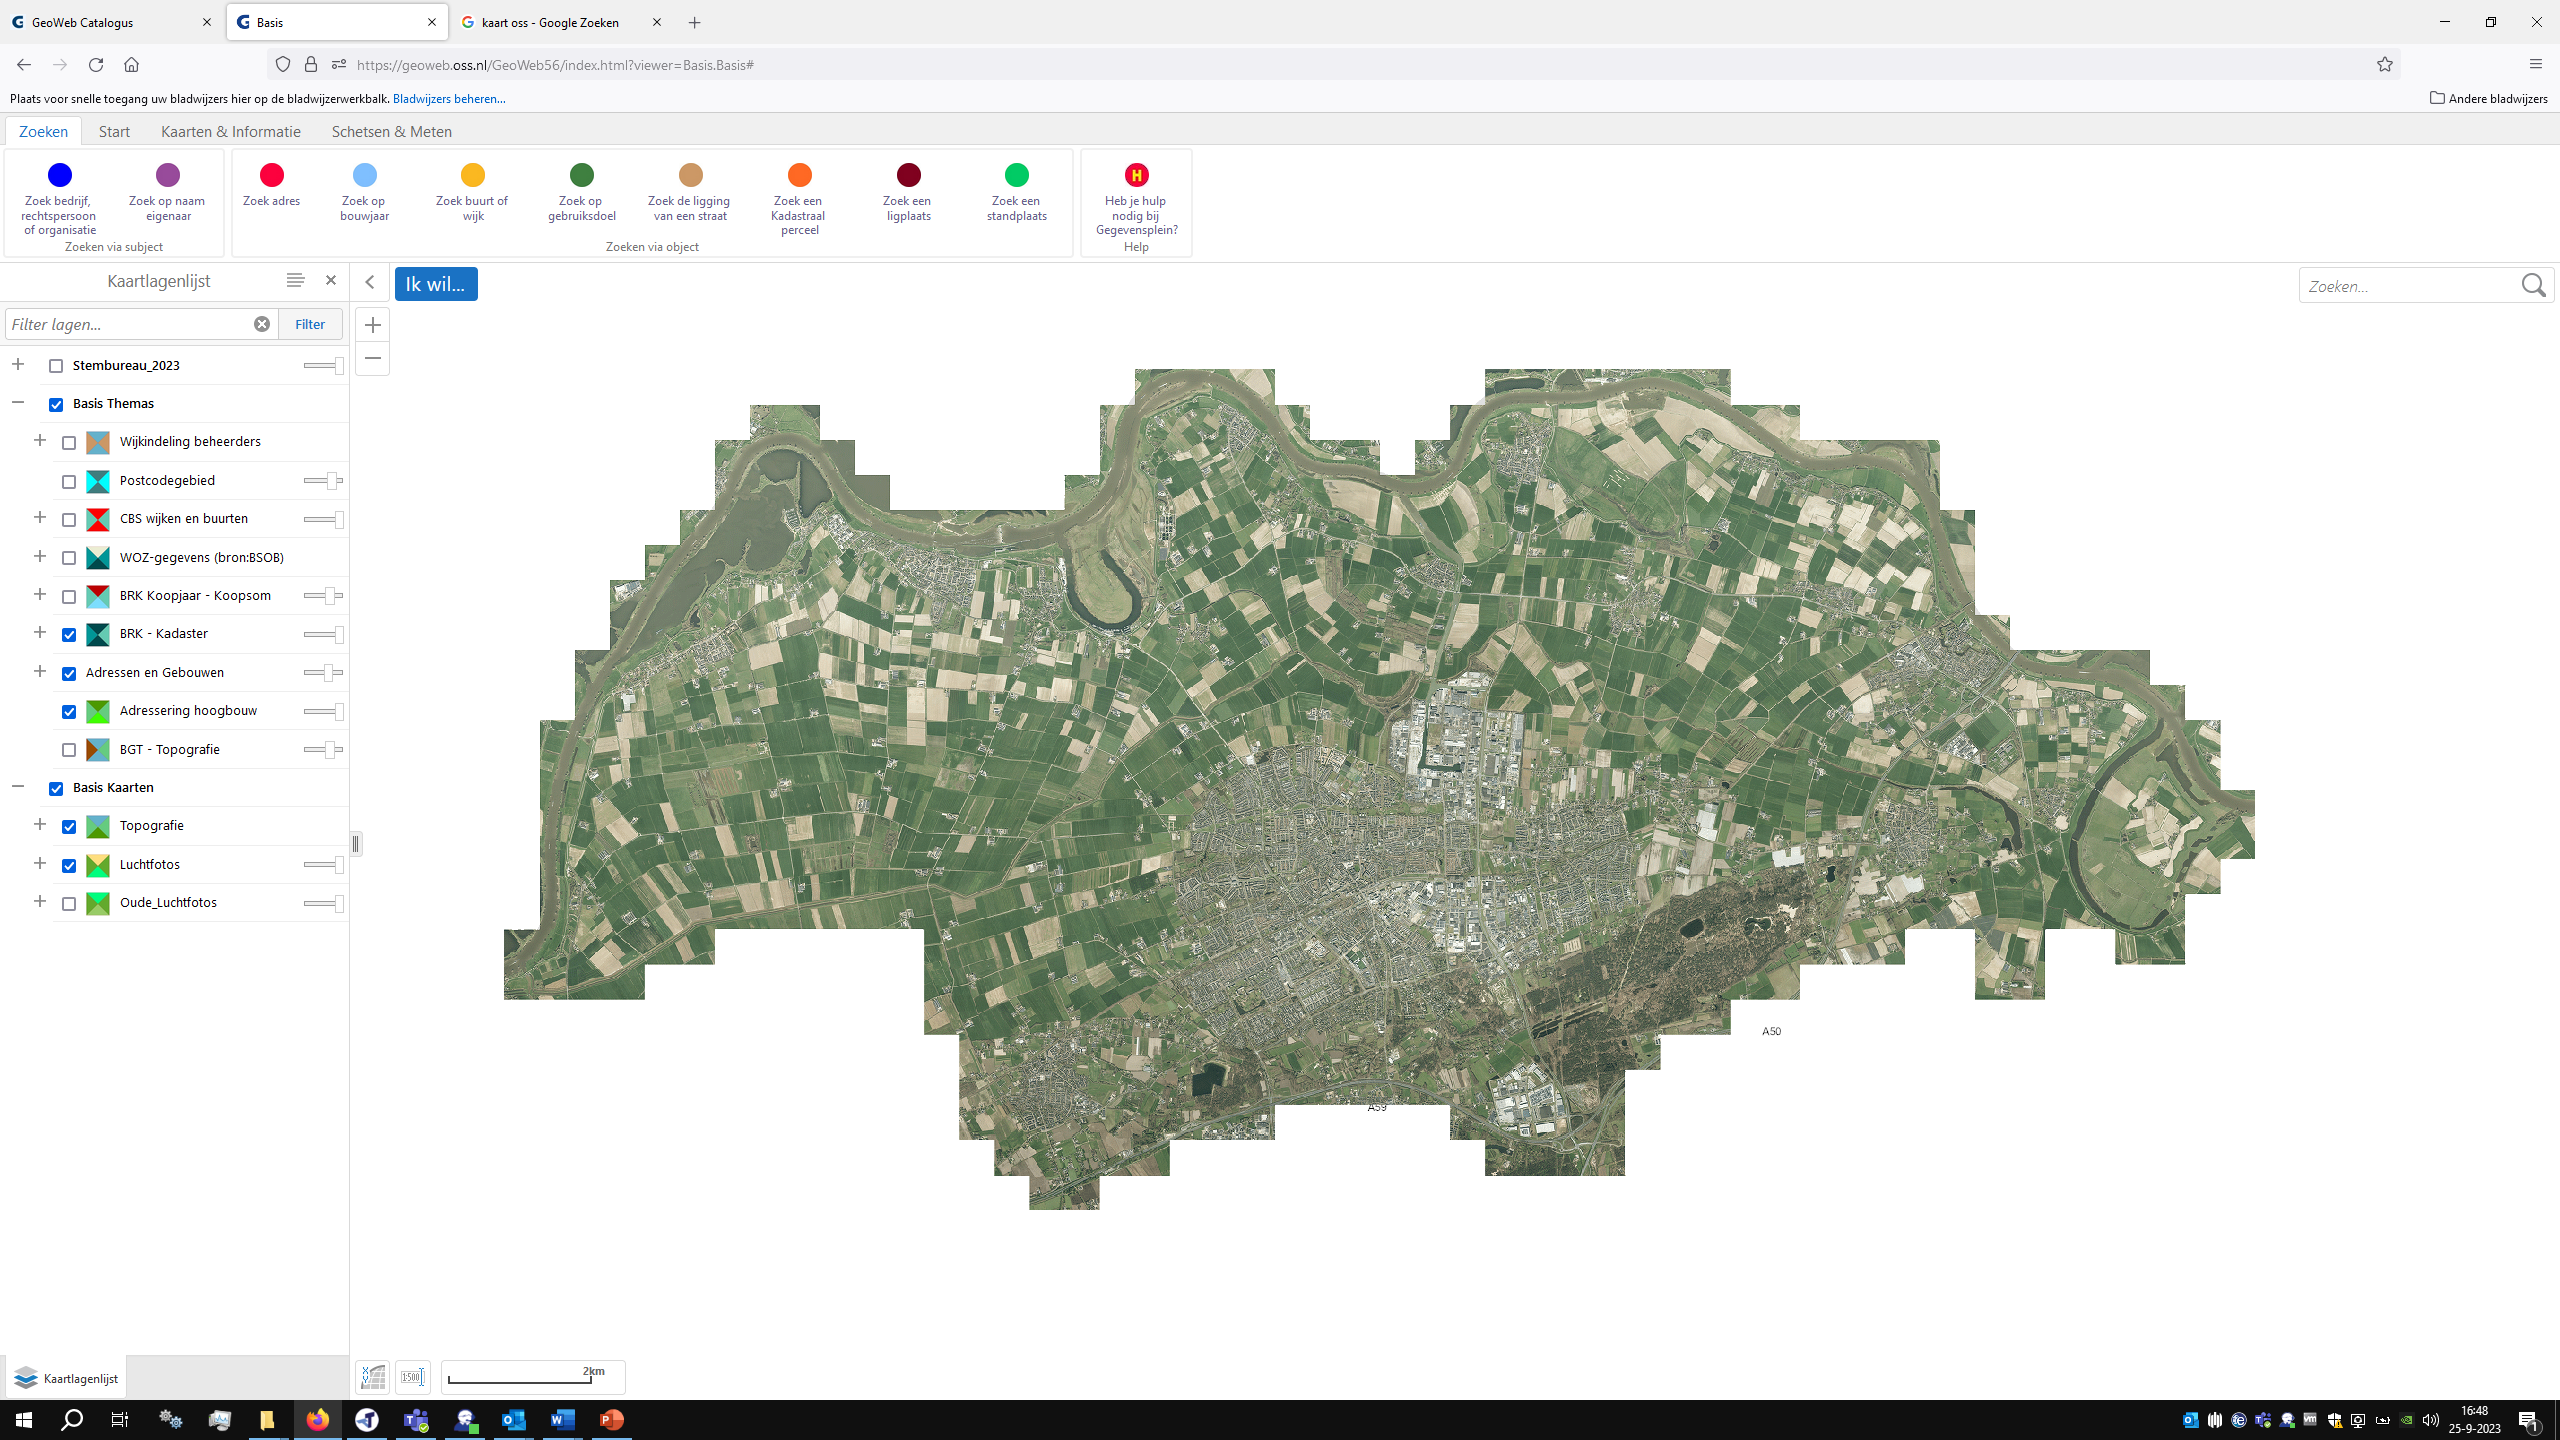 GeoWeb Catalogus
Basis
kaart oss - Google Zoeken
https://geoweb.oss.nl/GeoWeb56/index.html?viewer=Basis.Basis#
Plaats voor snelle toegang uw bladwijzers hier op de bladwijzerwerkbalk. Bladwijzers beheren...
Andere bladwijzers
Zoeken
Start
Kaarten & Informatie
Schetsen & Meten
Zoek bedrijf,
rechtspersoon
of organisatie
Zoek op naam
eigenaar
Zoeken via subject
Zoek adres
Zoek op
bouwjaar
Zoek buurt of
wijk
Zoek op
gebruiksdoel
Zoek de ligging
van een straat
Zoek een
Kadastraal
perceel
Zoek een
ligplaats
Zoek een
standplaats
Zoeken via object
H
Heb je hulp
nodig bij
Gegevensplein?
Help
Kaartlagenlijst
Ik wil...
Zoeken...
Filter lagen...
Filter
Stembureau_2023
Basis Themas
Wijkindeling beheerders
Postcodegebied
CBS wijken en buurten
WOZ-gegevens (bron:BSOB)
BRK Koopjaar - Koopsom
BRK - Kadaster
Adressen en Gebouwen
Adressering hoogbouw
BGT - Topografie
Basis Kaarten
Topografie
Luchtfotos
Oude_Luchtfotos
A50
A59
Kaartlagenlijst
1:500
2km
16:48
25-9-2023
1